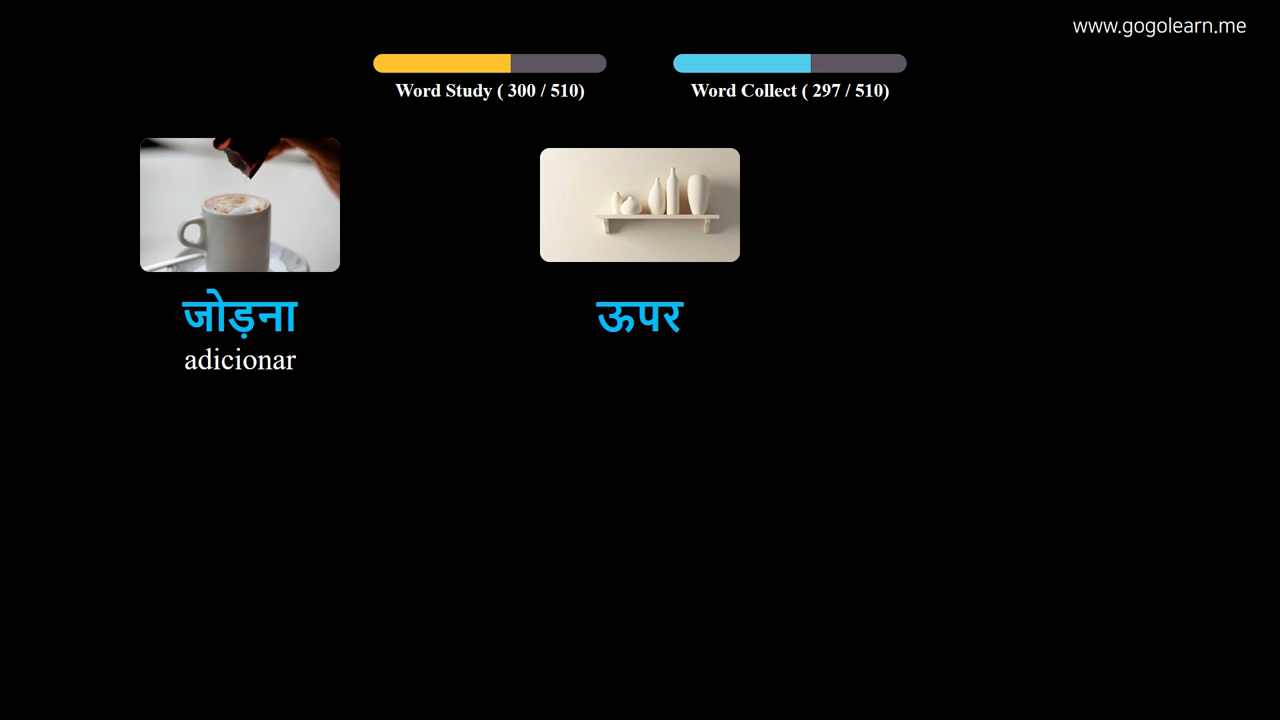 www.gogolearn.me
Word Study ( 300 / 510)
Word Collect ( 297 / 510)
जोड़ना
adicionar
ऊपर